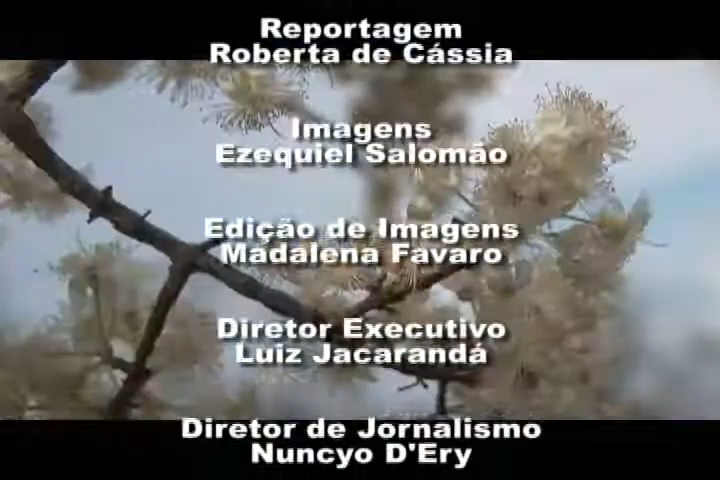 Reportagem
Roberta de Cássia
Imagens
Ezequiel Salomão
Edição de Imagens
Madalena Favaro
Diretor Executivo
Luiz Jacarandá
Diretor de Jornalismo
Nuncyo D'Ery